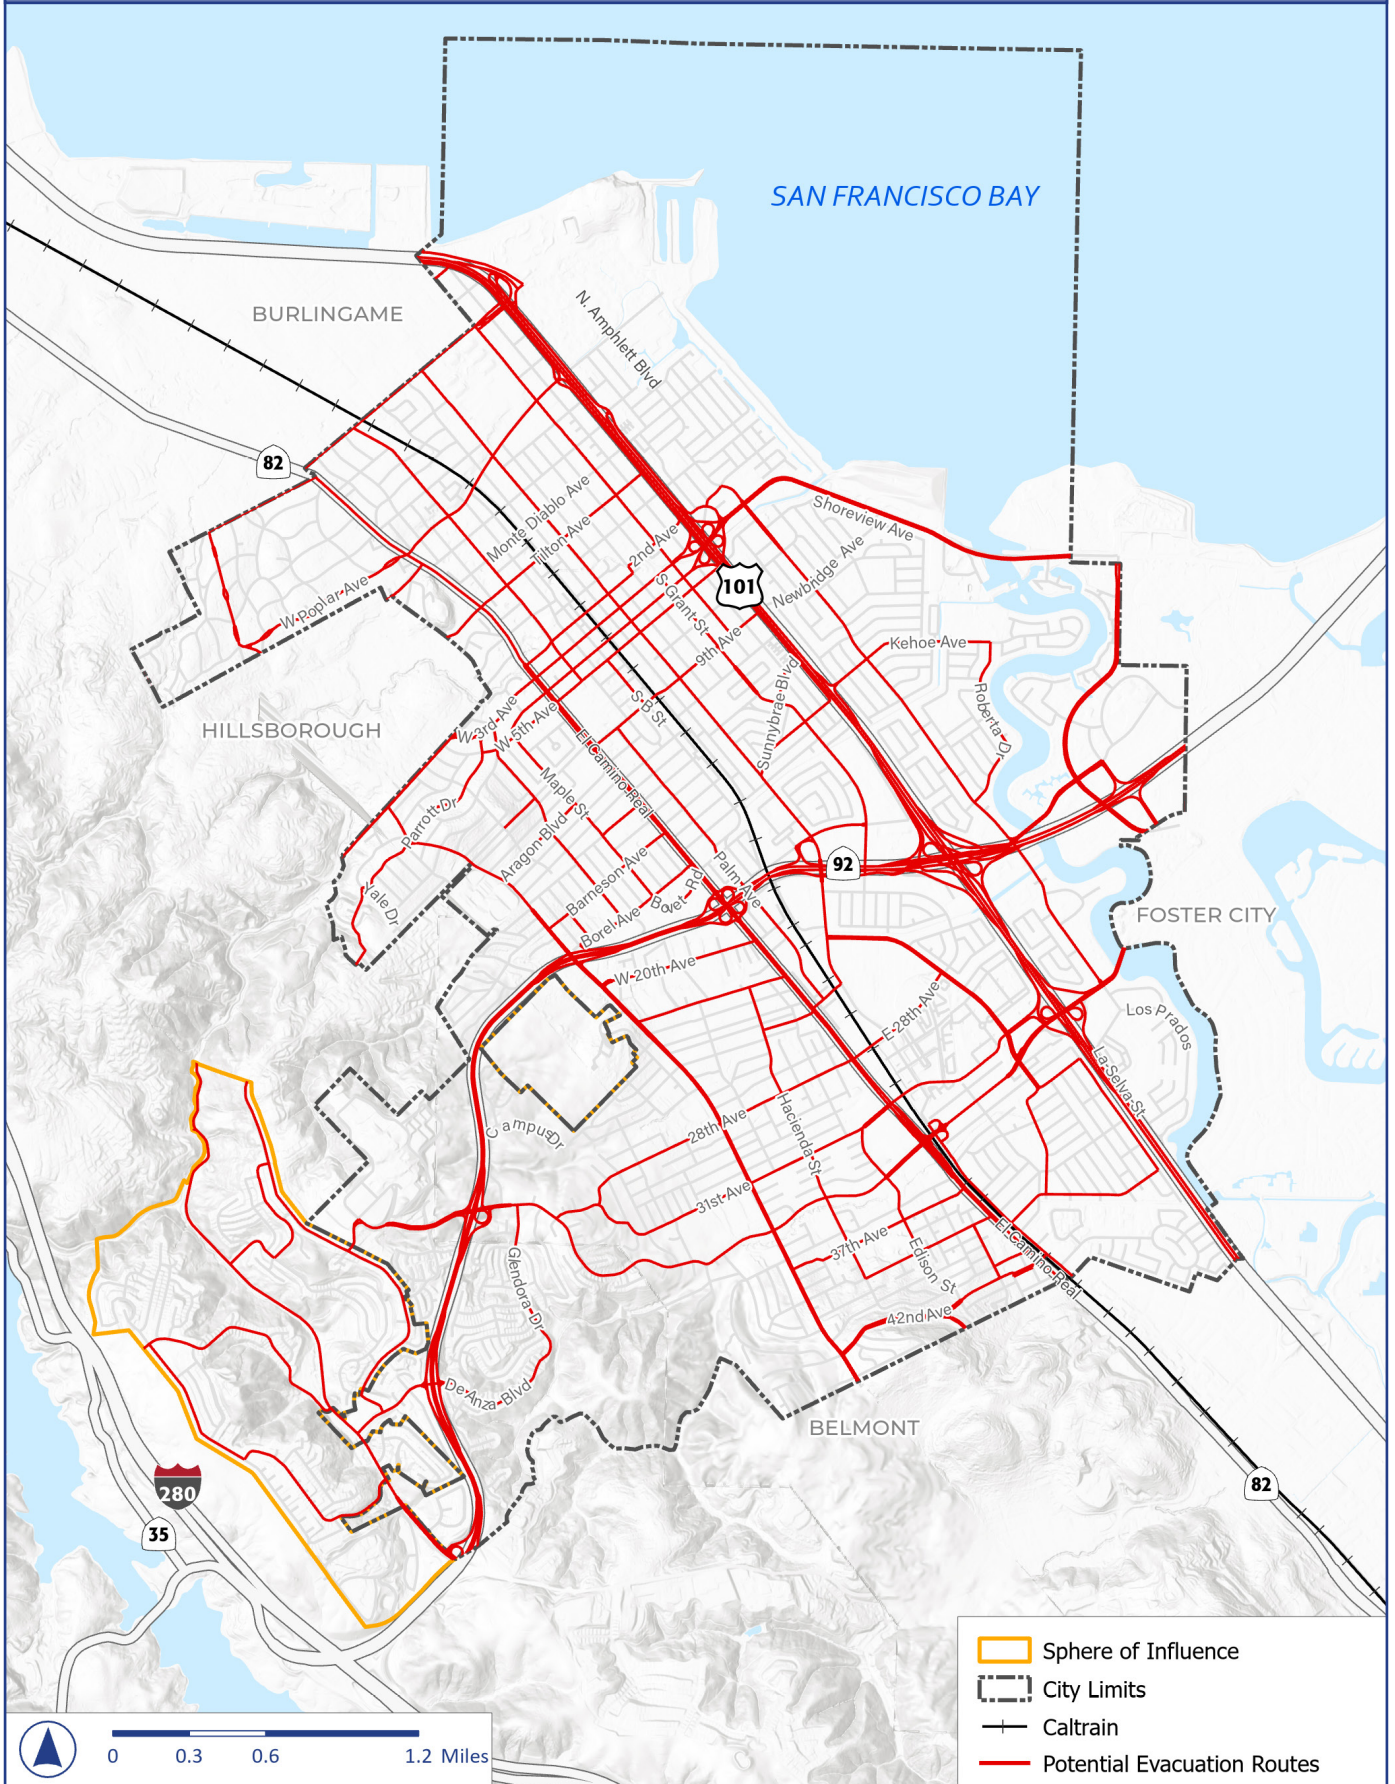 SAN FRANCISCO BAY
BURLINGAME
N. Amphlett Blvd
82
Monte Diablo Ave
Tilton Ave
2nd Ave
Shoreview Ave
101
Newbridge Ave
W Poplar Ave
S Grant St
9th Ave
Kehoe Ave
Sunnybrae Blvd
Roberta Dr
S B St
HILLSBOROUGH
W 3rd Ave
W 5th Ave
El Camino Real
Maple St
Parrott Dr
Aragon Blvd
Barneson Ave
Bovet Rd
Palm Ave
92
Yale Dr
Borel Ave
FOSTER CITY
W 20th Ave
E 28th Ave
Los Prados
La Selva St
Campus Dr
28th Ave
Hacienda St
31st Ave
37th Ave
Edison St
El Camino Real
Glendora Dr
42nd Ave
De Anza Blvd
BELMONT
280
35
82
Sphere of Influence
City Limits
Caltrain
Potential Evacuation Routes
0 0.3 0.6 1.2 Miles